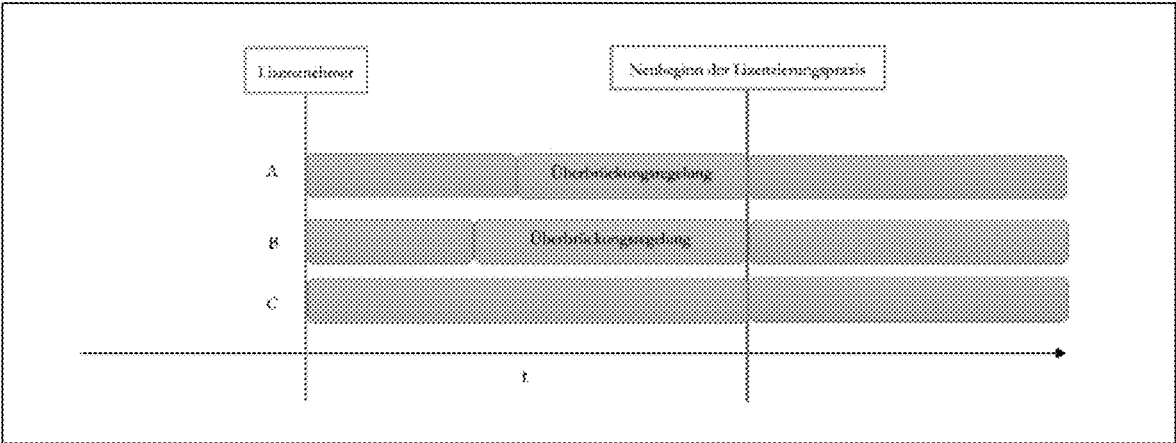 Lizenznehmer
Neubeginn der Lizenzierungspraxis
A
Überbrückungsregelung
B
Überbrückungsregelung
C
t